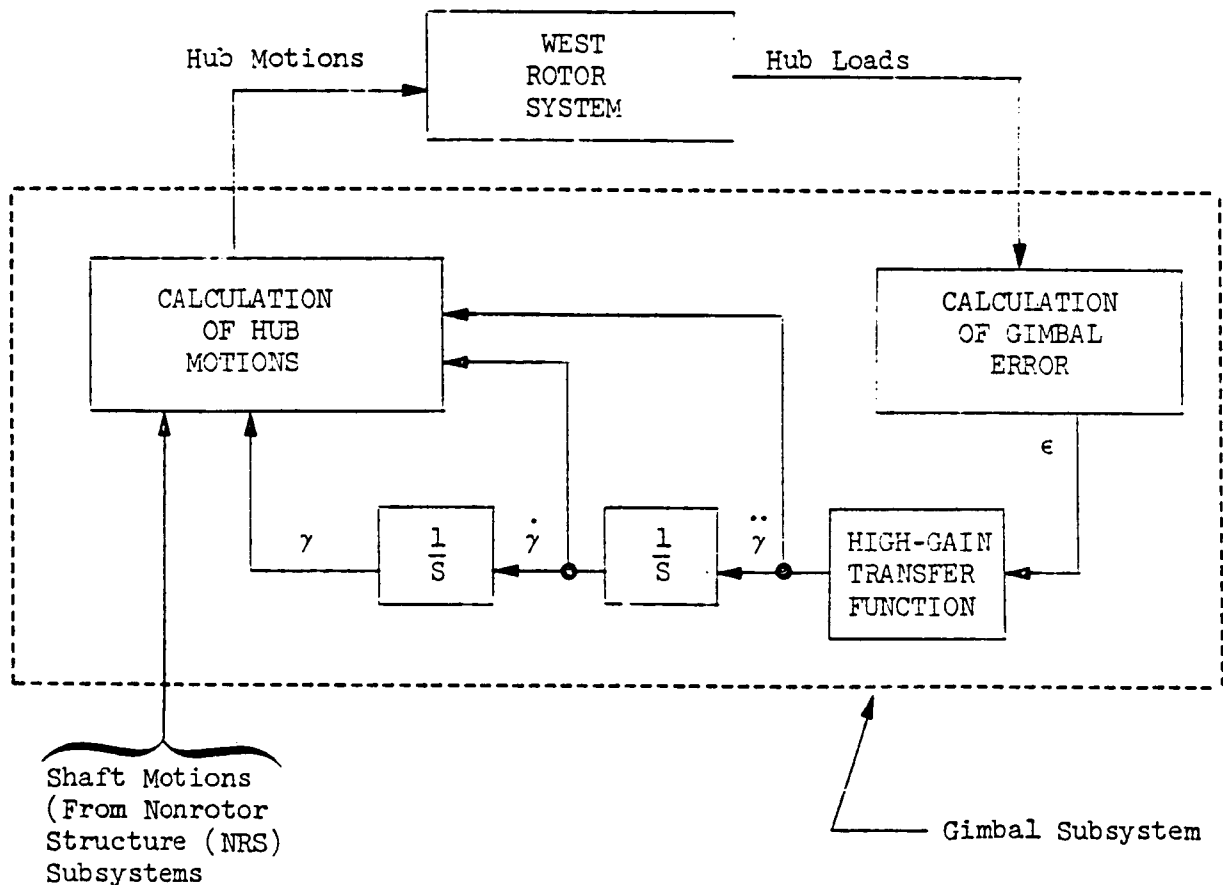 Hub Motions
WEST
ROTOR
SYSTEM
Hub Loads
CALCULATION
OF HUB
MOTIONS
CALCULATION
OF GIMBAL
ERROR
ϵ
γ
1
S
γ̇
1
S
γ̈
HIGH-GAIN
TRANSFER
FUNCTION
Shaft Motions
(From Nonrotor
Structure (NRS)
Subsystems
Gimbal Subsystem